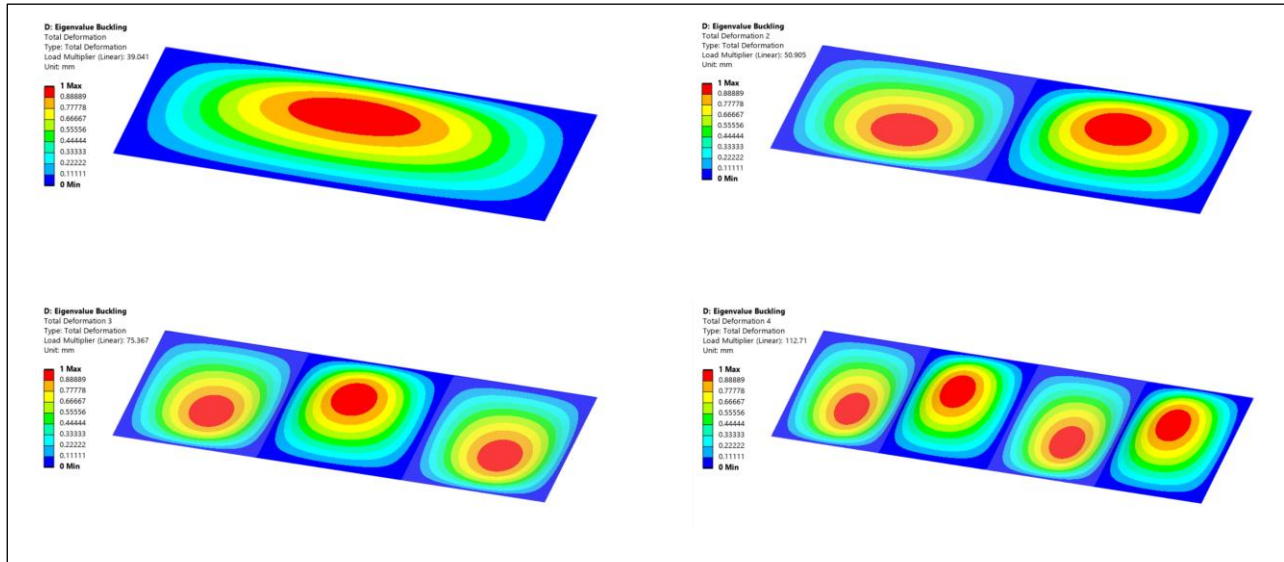 D: Eigenvalue Buckling
Total Deformation
Type: Total Deformation
Load Multiplier (Linear): 39.041
Unit: mm
1 Max
0.88889
0.77778
0.66667
0.55556
0.44444
0.33333
0.22222
0.11111
0 Min
D: Eigenvalue Buckling
Total Deformation 2
Type: Total Deformation
Load Multiplier (Linear): 50.905
Unit: mm
1 Max
0.88889
0.77778
0.66667
0.55556
0.44444
0.33333
0.22222
0.11111
0 Min
D: Eigenvalue Buckling
Total Deformation 3
Type: Total Deformation
Load Multiplier (Linear): 75.367
Unit: mm
1 Max
0.88889
0.77778
0.66667
0.55556
0.44444
0.33333
0.22222
0.11111
0 Min
D: Eigenvalue Buckling
Total Deformation 4
Type: Total Deformation
Load Multiplier (Linear): 112.71
Unit: mm
1 Max
0.88889
0.77778
0.66667
0.55556
0.44444
0.33333
0.22222
0.11111
0 Min